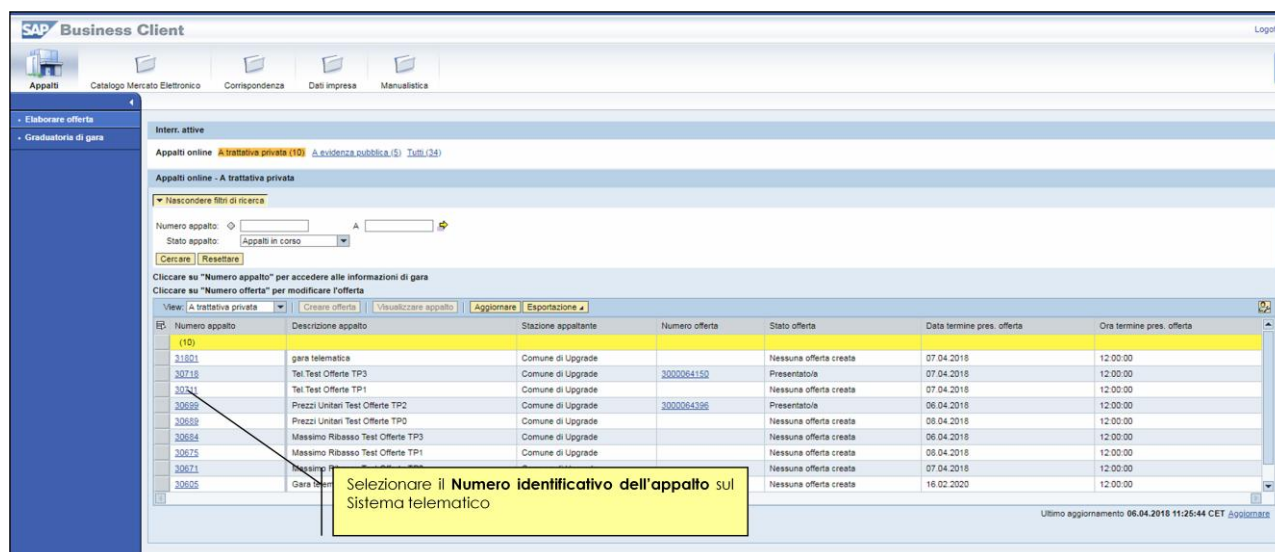 SAP Business Client
Logof
Appalti
Catalogo Mercato Elettronico
Corrispondenza
Dati impresa
Manualistica
Elaborare offerta
Graduatoria di gara
Interr. attive
Appalti online A trattativa privata (10) A evidenza pubblica (5) Tutti (34)
Appalti online - A trattativa privata
Nascondere filtri di ricerca
Numero appalto: A
Stato appalto: Appalti in corso
Cercare Resettare
Cliccare su "Numero appalto" per accedere alle informazioni di gara
Cliccare su "Numero offerta" per modificare l'offerta
View: A trattativa privata Creare offerta Visualizzare appalto Aggiornare Esportazione
Numero appalto Descrizione appalto Stazione appaltante Numero offerta Stato offerta Data termine pres. offerta Ora termine pres. offerta
(10)
31801 gara telematica Comune di Upgrade Nessuna offerta creata 07.04.2018 12:00:00
30718 Tel.Test Offerte TP3 Comune di Upgrade 3000064150 Presentato/a 07.04.2018 12:00:00
30711 Tel.Test Offerte TP1 Comune di Upgrade Nessuna offerta creata 07.04.2018 12:00:00
30699 Prezzi Unitari Test Offerte TP2 Comune di Upgrade 3000064396 Presentato/a 06.04.2018 12:00:00
30689 Prezzi Unitari Test Offerte TP0 Comune di Upgrade Nessuna offerta creata 08.04.2018 12:00:00
30684 Massimo Ribasso Test Offerte TP3 Comune di Upgrade Nessuna offerta creata 06.04.2018 12:00:00
30675 Massimo Ribasso Test Offerte TP1 Comune di Upgrade Nessuna offerta creata 08.04.2018 12:00:00
30671 Massimo Nessuna offerta creata 07.04.2018 12:00:00
30605 Gara Nessuna offerta creata 16.02.2020 12:00:00
Selezionare il Numero identificativo dell'appalto sul
Sistema telematico
Ultimo aggiornamento 06.04.2018 11:25:44 CET Aggiornare